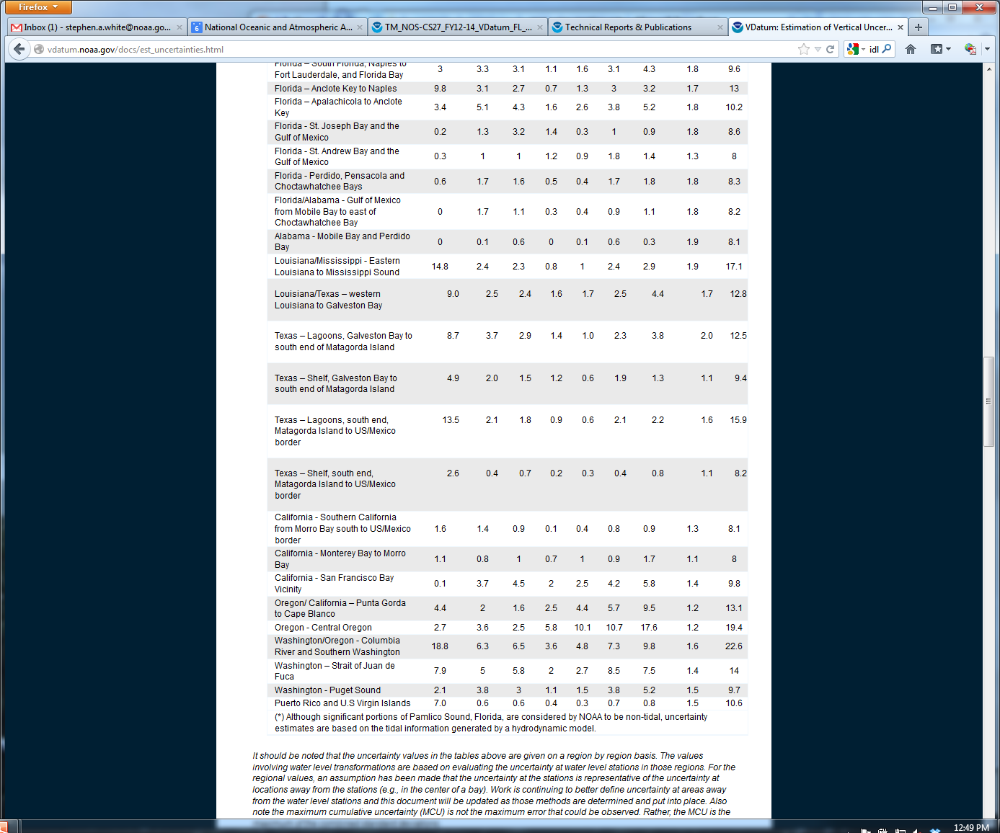 Firefox
Inbox (1) - stephen.a.white@noaa.go...
National Oceanic and Atmospheric A...
TM_NOS-CS27_FY12-14_VDatum_FL_...
Technical Reports & Publications
VDatum: Estimation of Vertical Uncer...
vdatum.noaa.gov/docs/est_uncertainties.html
idl
Florida – South Florida, Naples to
Fort Lauderdale, and Florida Bay
3 3.3 3.1 1.1 1.6 3.1 4.3 1.8 9.6
Florida – Anclote Key to Naples 9.8 3.1 2.7 0.7 1.3 3 3.2 1.7 13
Florida – Apalachicola to Anclote
Key
3.4 5.1 4.3 1.6 2.6 3.8 5.2 1.8 10.2
Florida - St. Joseph Bay and the
Gulf of Mexico
0.2 1.3 3.2 1.4 0.3 1 0.9 1.8 8.6
Florida - St. Andrew Bay and the
Gulf of Mexico
0.3 1 1 1.2 0.9 1.8 1.4 1.3 8
Florida - Perdido, Pensacola and
Choctawhatchee Bays
0.6 1.7 1.6 0.5 0.4 1.7 1.8 1.8 8.3
Florida/Alabama - Gulf of Mexico
from Mobile Bay to east of
Choctawhatchee Bay
0 1.7 1.1 0.3 0.4 0.9 1.1 1.8 8.2
Alabama - Mobile Bay and Perdido
Bay
0 0.1 0.6 0 0.1 0.6 0.3 1.9 8.1
Louisiana/Mississippi - Eastern
Louisiana to Mississippi Sound
14.8 2.4 2.3 0.8 1 2.4 2.9 1.9 17.1
Louisiana/Texas – western
Louisiana to Galveston Bay
9.0 2.5 2.4 1.6 1.7 2.5 4.4 1.7 12.8
Texas – Lagoons, Galveston Bay to
south end of Matagorda Island
8.7 3.7 2.9 1.4 1.0 2.3 3.8 2.0 12.5
Texas – Shelf, Galveston Bay to
south end of Matagorda Island
4.9 2.0 1.5 1.2 0.6 1.9 1.3 1.1 9.4
Texas – Lagoons, south end,
Matagorda Island to US/Mexico
border
13.5 2.1 1.8 0.9 0.6 2.1 2.2 1.6 15.9
Texas – Shelf, south end,
Matagorda Island to US/Mexico
border
2.6 0.4 0.7 0.2 0.3 0.4 0.8 1.1 8.2
California - Southern California
from Morro Bay south to US/Mexico
border
1.6 1.4 0.9 0.1 0.4 0.8 0.9 1.3 8.1
California - Monterey Bay to Morro
Bay
1.1 0.8 1 0.7 1 0.9 1.7 1.1 8
California - San Francisco Bay
Vicinity
0.1 3.7 4.5 2 2.5 4.2 5.8 1.4 9.8
Oregon/ California – Punta Gorda
to Cape Blanco
4.4 2 1.6 2.5 4.4 5.7 9.5 1.2 13.1
Oregon - Central Oregon 2.7 3.6 2.5 5.8 10.1 10.7 17.6 1.2 19.4
Washington/Oregon - Columbia
River and Southern Washington
18.8 6.3 6.5 3.6 4.8 7.3 9.8 1.6 22.6
Washington – Strait of Juan de
Fuca
7.9 5 5.8 2 2.7 8.5 7.5 1.4 14
Washington - Puget Sound 2.1 3.8 3 1.1 1.5 3.8 5.2 1.5 9.7
Puerto Rico and U.S Virgin Islands 7.0 0.6 0.6 0.4 0.3 0.7 0.8 1.5 10.6
(*) Although significant portions of Pamlico Sound, Florida, are considered by NOAA to be non-tidal, uncertainty
estimates are based on the tidal information generated by a hydrodynamic model.
It should be noted that the uncertainty values in the tables above are given on a region by region basis. The values
involving water level transformations are based on evaluating the uncertainty at water level stations in those regions. For the
regional values, an assumption has been made that the uncertainty at the stations is representative of the uncertainty at
locations away from the stations (e.g., in the center of a bay). Work is continuing to better define uncertainty at areas away
from the water level stations and this document will be updated as those methods are determined and put into place. Also
note the maximum cumulative uncertainty (MCU) is not the maximum error that could be observed. Rather, the MCU is the
12:49 PM